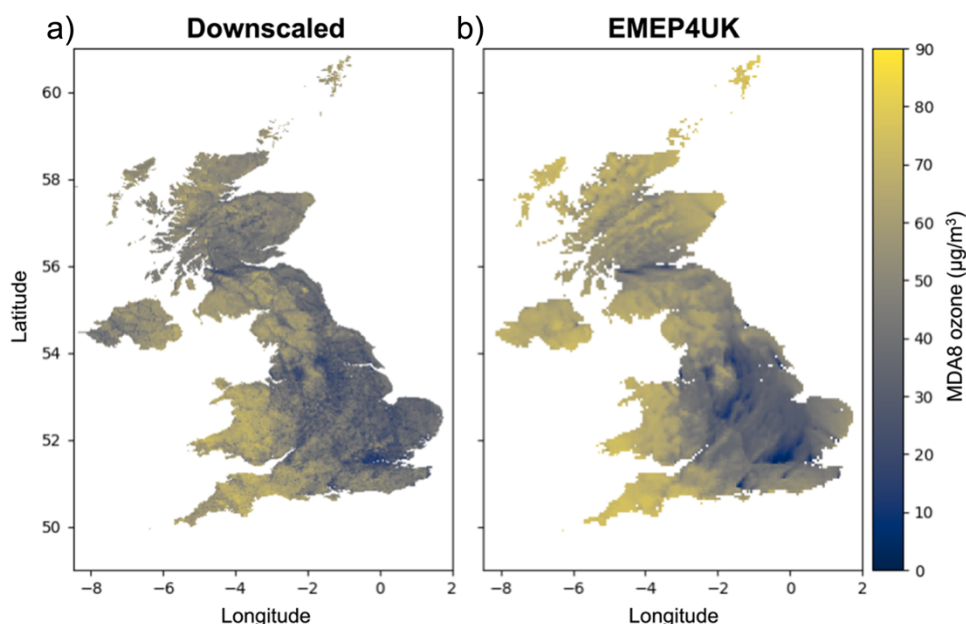 a) Downscaled
b) EMEP4UK
60
58
56
54
52
50
Latitude
−8 −6 −4 −2 0 2
Longitude
−8 −6 −4 −2 0 2
Longitude
90
80
70
60
50
40
30
20
10
0
MDA8 ozone (µg/m³)